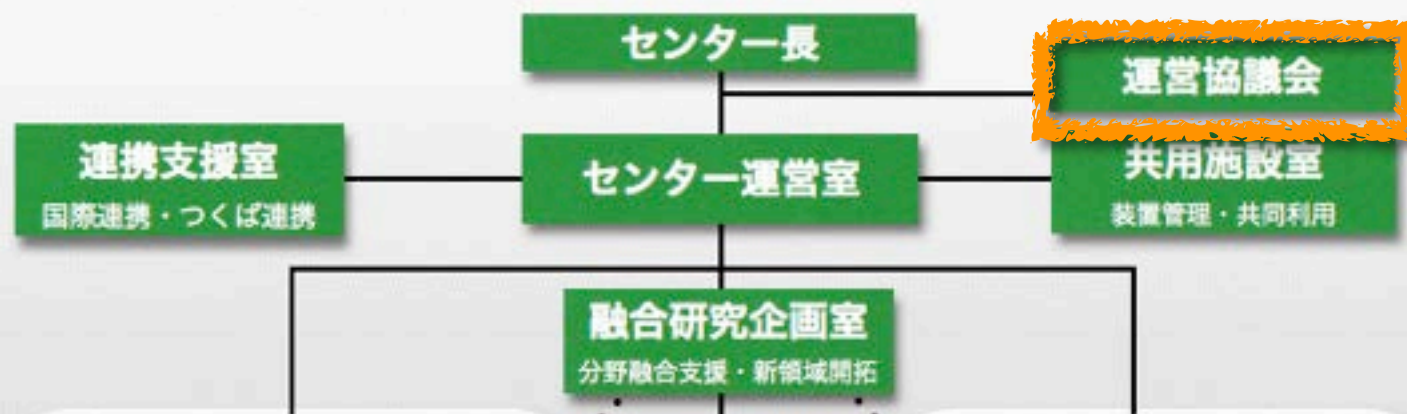 センター長
運営協議会
連携支援室
国際連携・つくば連携
センター運営室
共用施設室
装置管理・共同利用
融合研究企画室
分野融合支援・新領域開拓